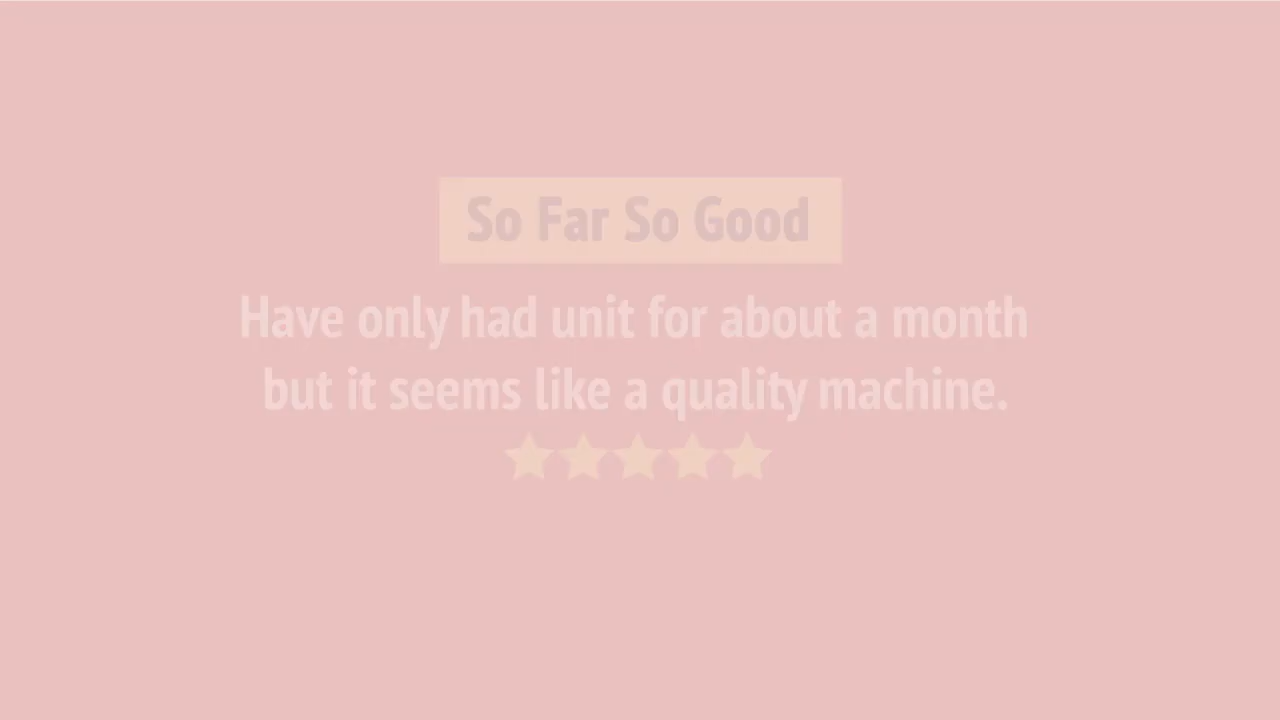 So Far So Good
Have only had unit for about a month
but it seems like a quality machine.